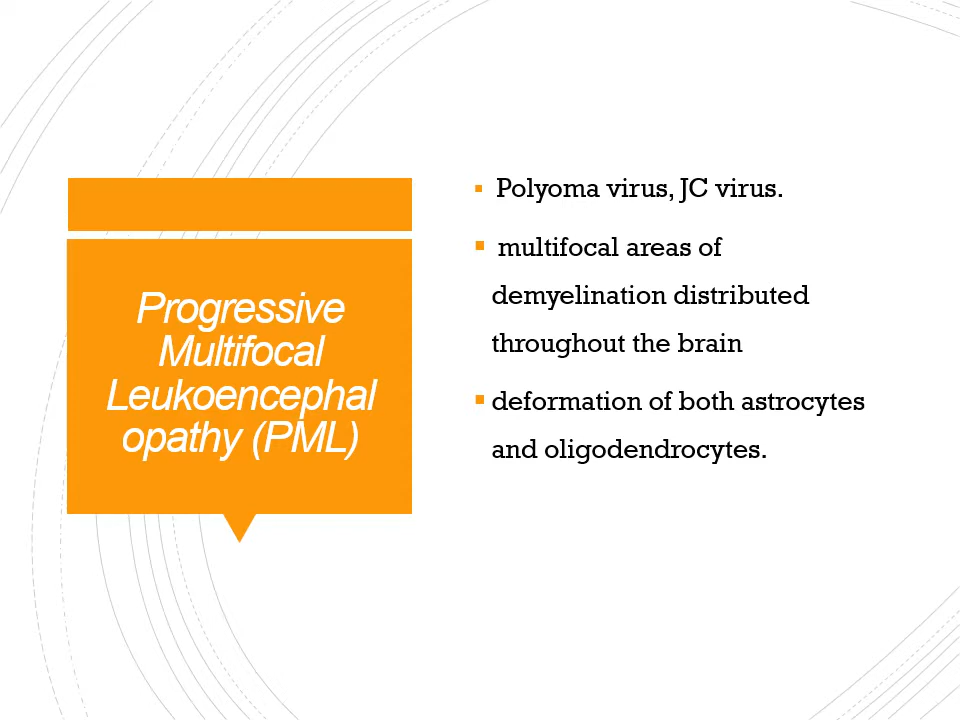 Progressive
Multifocal
Leukoencephal
opathy (PML)
▪ Polyoma virus, JC virus.
▪ multifocal areas of
demyelination distributed
throughout the brain
▪ deformation of both astrocytes
and oligodendrocytes.